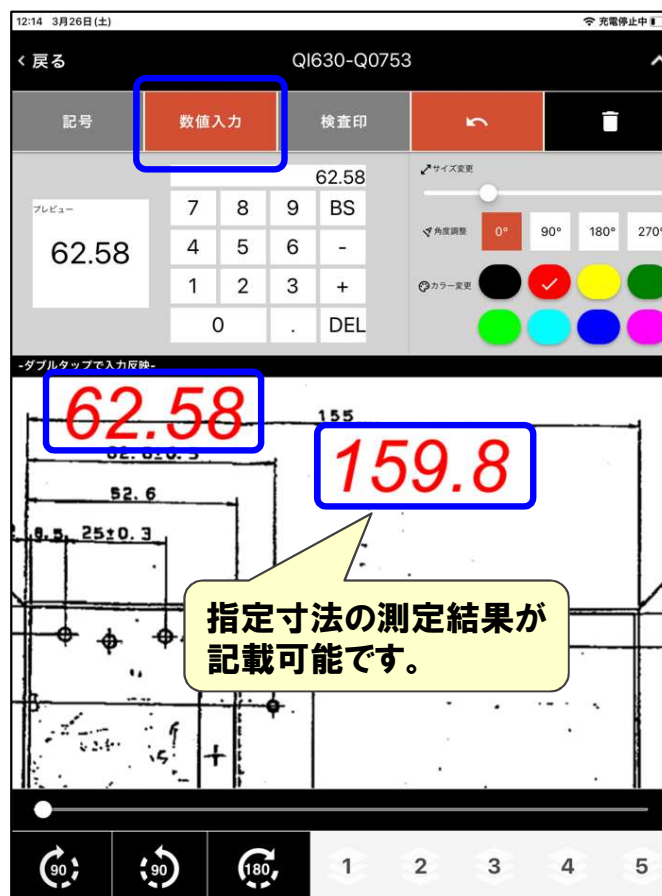 12:14 3月26日(土)
充電停止中
戻る
QI630-Q0753
記号
数値入力
検査印
62.58
サイズ変更
プレビュー
62.58
7 8 9 BS
4 5 6 -
1 2 3 +
0 . DEL
角度調整
0° 90° 180° 270°
カラー変更
-ダブルタップで入力反映-
62.58
155
159.8
52.6
8.5 25±0.3
指定寸法の測定結果が
記載可能です。
90 90 180 1 2 3 4 5